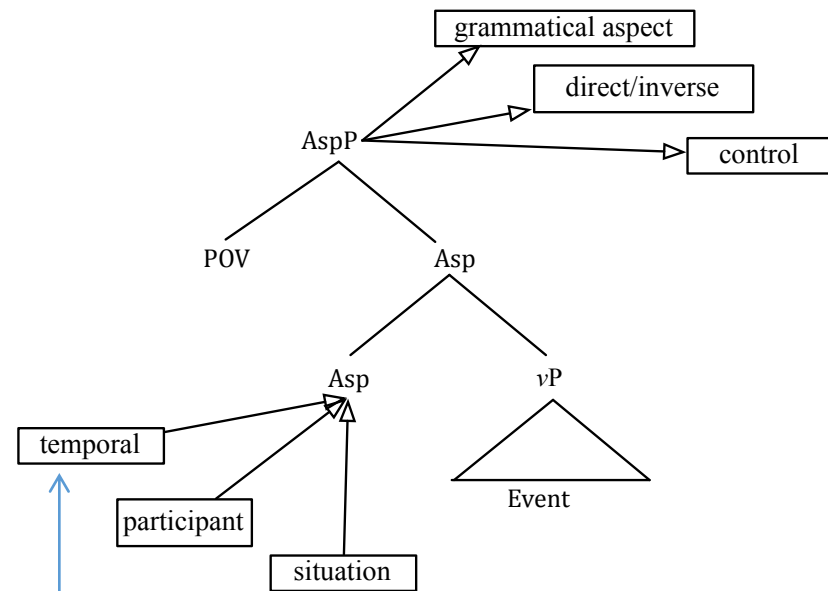 grammatical aspect
direct/inverse
AspP
control
POV
Asp
Asp
vP
temporal
Event
participant
situation